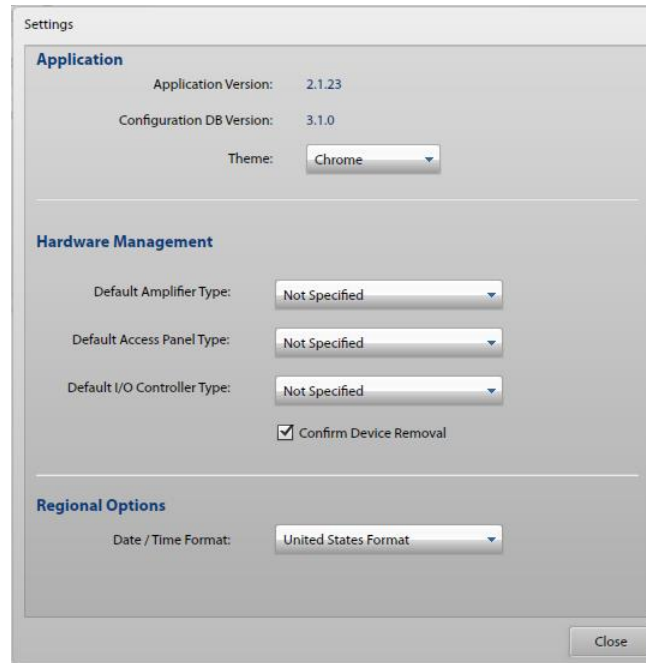 Settings
Application
Application Version: 2.1.23
Configuration DB Version: 3.1.0
Theme: Chrome
Hardware Management
Default Amplifier Type: Not Specified
Default Access Panel Type: Not Specified
Default I/O Controller Type: Not Specified
Confirm Device Removal
Regional Options
Date / Time Format: United States Format
Close